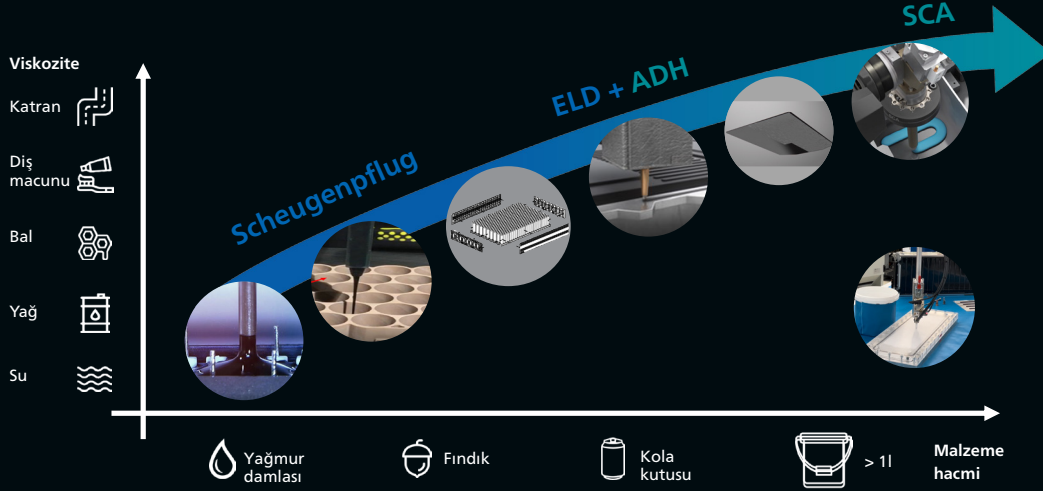 SCA
ELD + ADH
Scheugenpflug
Viskozite
Katran
Diş
macunu
Bal
Yağ
Su
Yağmur
damlası
Fındık
Kola
kutusu
> 1l
Malzeme
hacmi